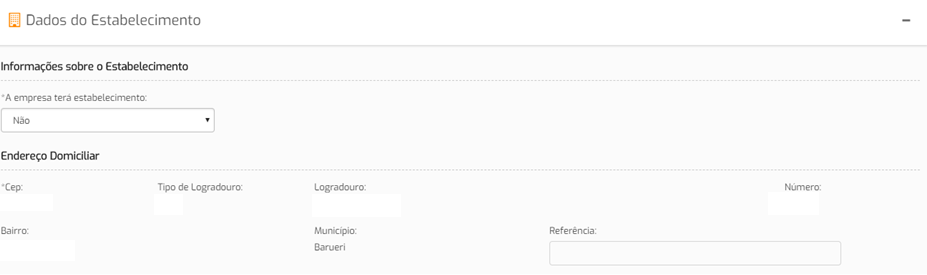 Dados do Estabelecimento
Informações sobre o Estabelecimento
*A empresa terá estabelecimento:
Não
Endereço Domiciliar
*Cep: Tipo de Logradouro: Logradouro: Número:
Bairro: Município: Referência:
Barueri